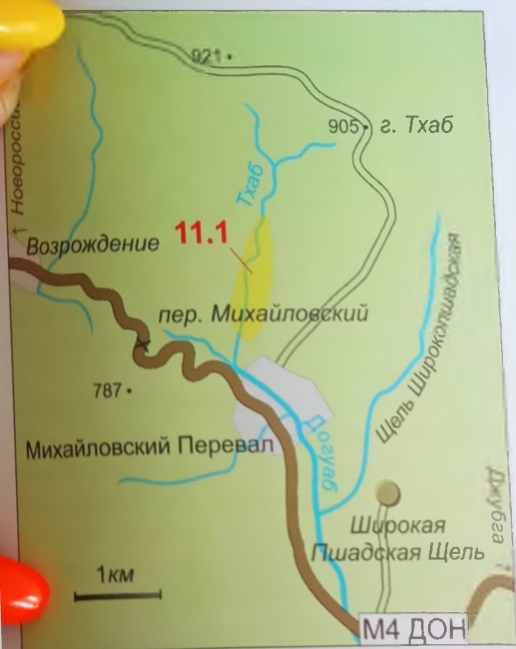 921
905 г. Тхаб
Новоросси
Тхаб
11.1
Возрождение
пер. Михайловский
787
Щель Широкопшадская
Михайловский Перевал
Догуаб
Джубга
Широкая
Пшадская Щель
1км
М4 ДОН